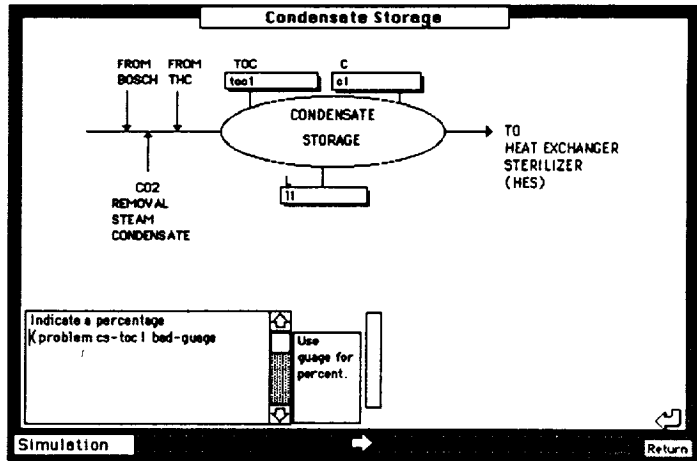 Condensate Storage
FROM BOSCH
FROM THC
TOC
toc1
C
c1
CONDENSATE
STORAGE
TO
HEAT EXCHANGER
STERILIZER
(HES)
CO2
REMOVAL
STEAM
CONDENSATE
L
l1
Indicate a percentage
(problem cs-toc1 bad-guage
Use
guage for
percent.
Simulation
Return